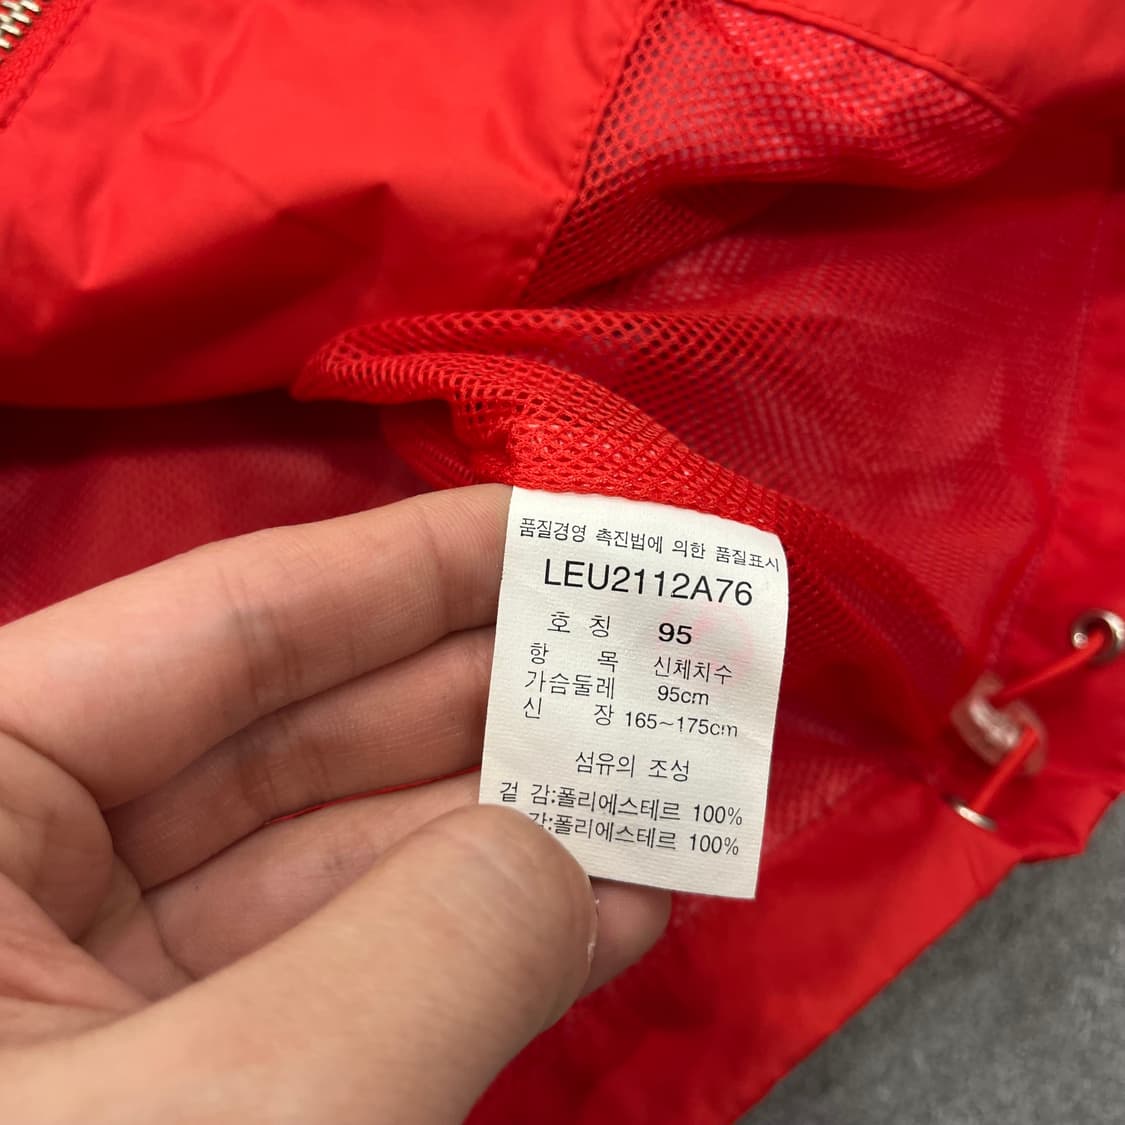 품질경영 촉진법에 의한 품질표시
LEU2112A76
호 칭 95
항 목 신체치수
가슴둘레 95cm
신 장 165~175cm
섬유의 조성
겉 감:폴리에스테르 100%
감:폴리에스테르 100%